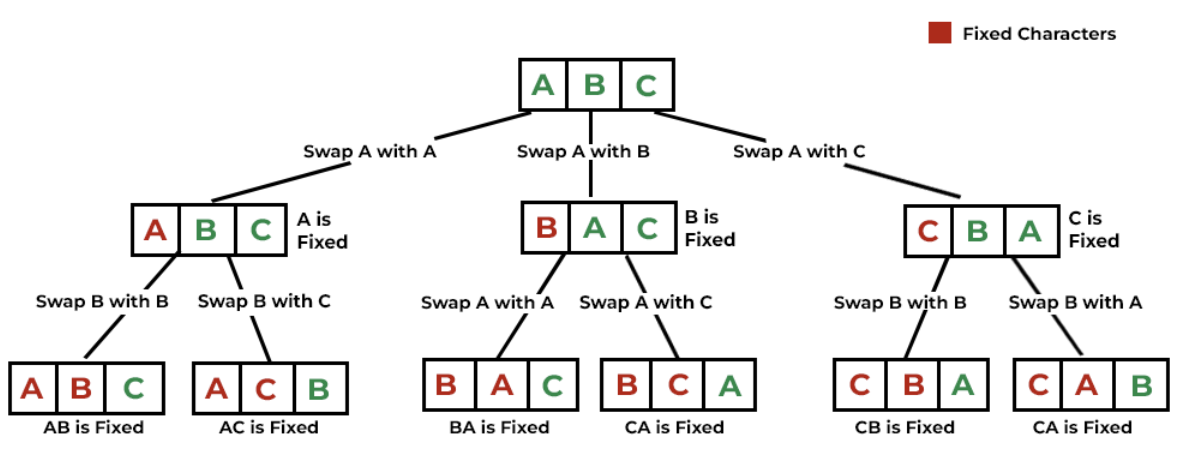 Fixed Characters
A B C
Swap A with A
Swap A with B
Swap A with C
A B C
A is
Fixed
B A C
B is
Fixed
C B A
C is
Fixed
Swap B with B
Swap B with C
Swap A with A
Swap A with C
Swap B with B
Swap B with A
A B C
A C B
B A C
B C A
C B A
C A B
AB is Fixed
AC is Fixed
BA is Fixed
CA is Fixed
CB is Fixed
CA is Fixed